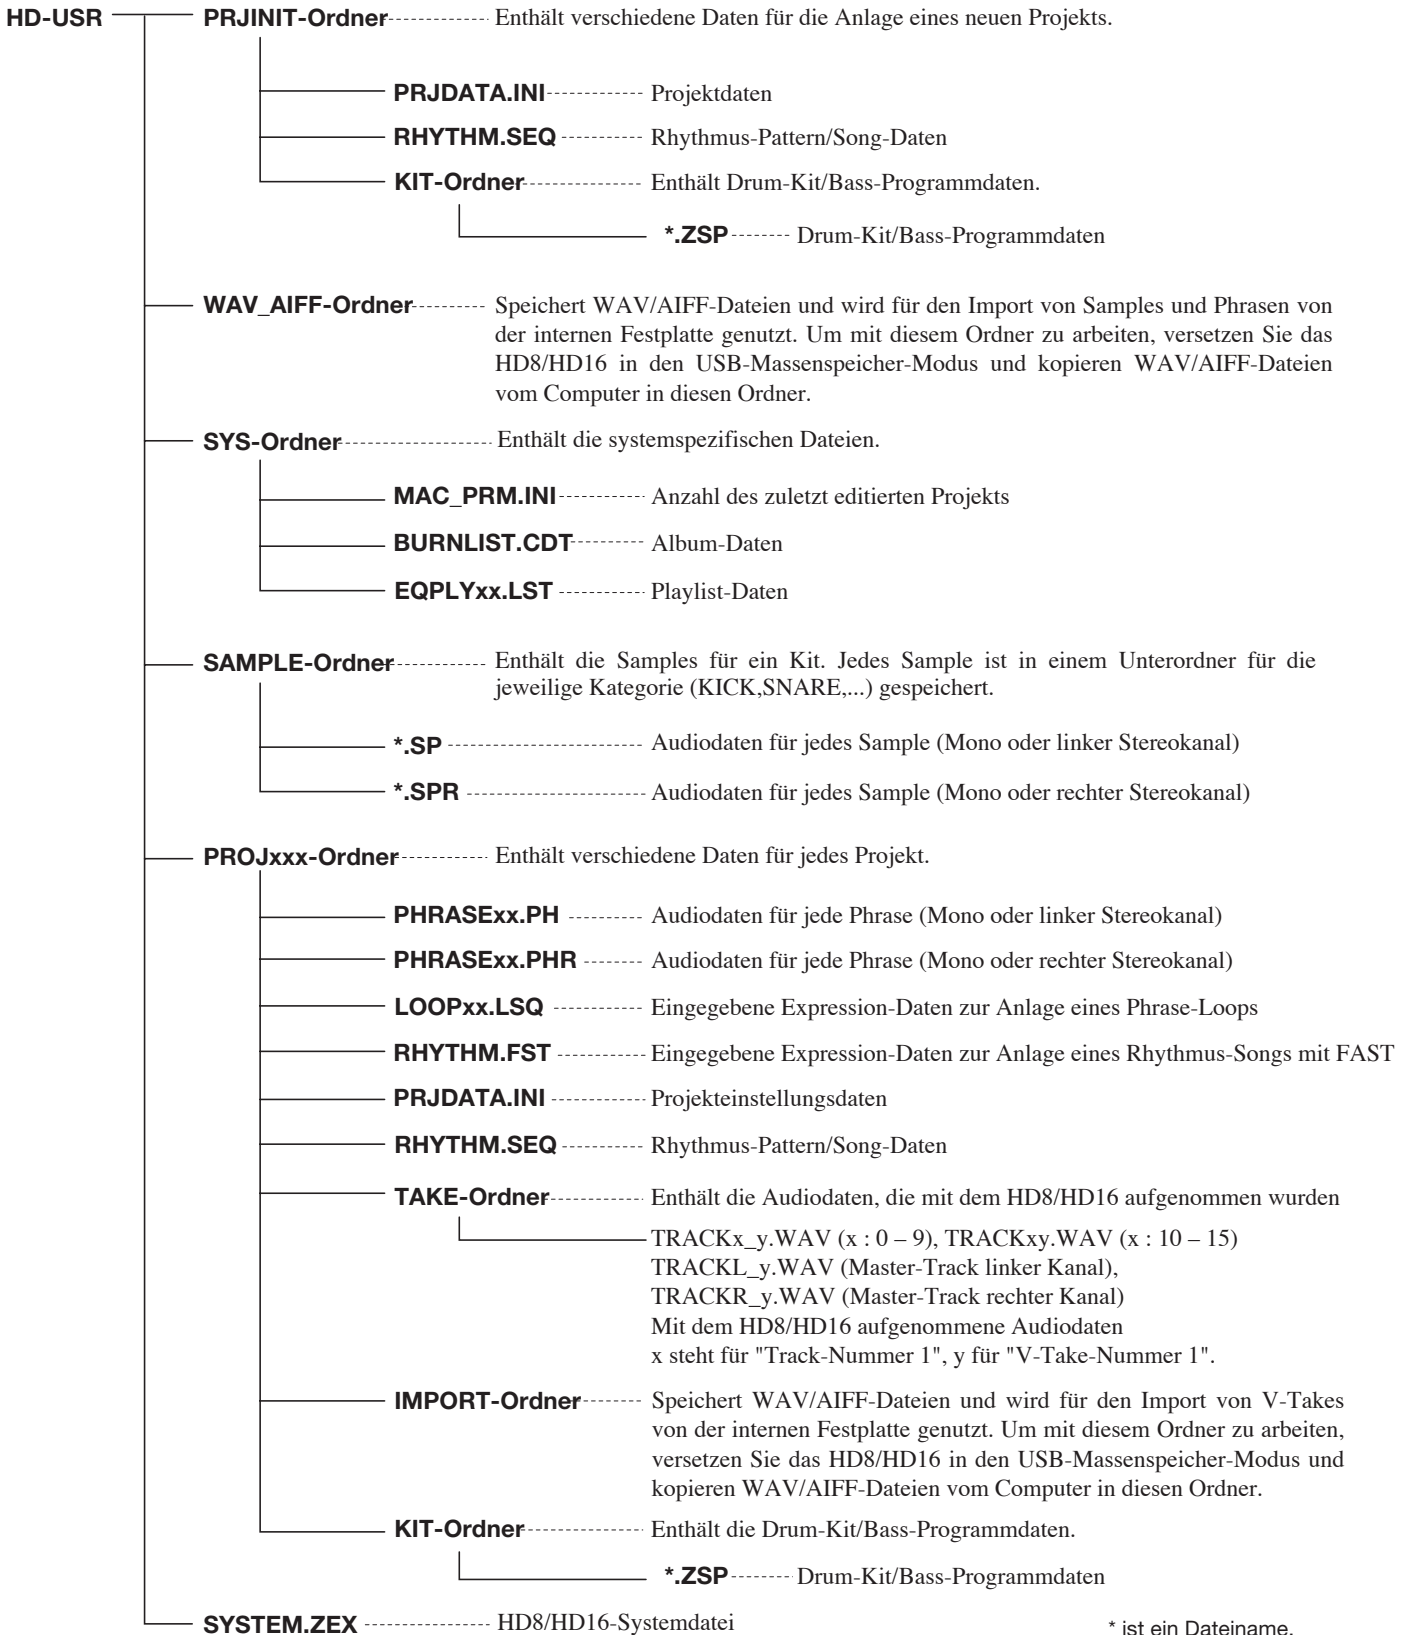 HD-USR PRJINIT-Ordner Enthält verschiedene Daten für die Anlage eines neuen Projekts.
PRJDATA.INI Projektdaten
RHYTHM.SEQ Rhythmus-Pattern/Song-Daten
KIT-Ordner Enthält Drum-Kit/Bass-Programmdaten.
*.ZSP Drum-Kit/Bass-Programmdaten
WAV_AIFF-Ordner Speichert WAV/AIFF-Dateien und wird für den Import von Samples und Phrasen von
der internen Festplatte genutzt. Um mit diesem Ordner zu arbeiten, versetzen Sie das
HD8/HD16 in den USB-Massenspeicher-Modus und kopieren WAV/AIFF-Dateien
vom Computer in diesen Ordner.
SYS-Ordner Enthält die systemspezifischen Dateien.
MAC_PRM.INI Anzahl des zuletzt editierten Projekts
BURNLIST.CDT Album-Daten
EQPLYxx.LST Playlist-Daten
SAMPLE-Ordner Enthält die Samples für ein Kit. Jedes Sample ist in einem Unterordner für die
jeweilige Kategorie (KICK,SNARE,...) gespeichert.
*.SP Audiodaten für jedes Sample (Mono oder linker Stereokanal)
*.SPR Audiodaten für jedes Sample (Mono oder rechter Stereokanal)
PROJxxx-Ordner Enthält verschiedene Daten für jedes Projekt.
PHRASExx.PH Audiodaten für jede Phrase (Mono oder linker Stereokanal)
PHRASExx.PHR Audiodaten für jede Phrase (Mono oder rechter Stereokanal)
LOOPxx.LSQ Eingegebene Expression-Daten zur Anlage eines Phrase-Loops
RHYTHM.FST Eingegebene Expression-Daten zur Anlage eines Rhythmus-Songs mit FAST
PRJDATA.INI Projekteinstellungsdaten
RHYTHM.SEQ Rhythmus-Pattern/Song-Daten
TAKE-Ordner Enthält die Audiodaten, die mit dem HD8/HD16 aufgenommen wurden
TRACKx_y.WAV (x : 0 – 9), TRACKxy.WAV (x : 10 – 15)
TRACKL_y.WAV (Master-Track linker Kanal),
TRACKR_y.WAV (Master-Track rechter Kanal)
Mit dem HD8/HD16 aufgenommene Audiodaten
x steht für "Track-Nummer 1", y für "V-Take-Nummer 1".
IMPORT-Ordner Speichert WAV/AIFF-Dateien und wird für den Import von V-Takes
von der internen Festplatte genutzt. Um mit diesem Ordner zu arbeiten,
versetzen Sie das HD8/HD16 in den USB-Massenspeicher-Modus und
kopieren WAV/AIFF-Dateien vom Computer in diesen Ordner.
KIT-Ordner Enthält die Drum-Kit/Bass-Programmdaten.
*.ZSP Drum-Kit/Bass-Programmdaten
SYSTEM.ZEX HD8/HD16-Systemdatei
* ist ein Dateiname.